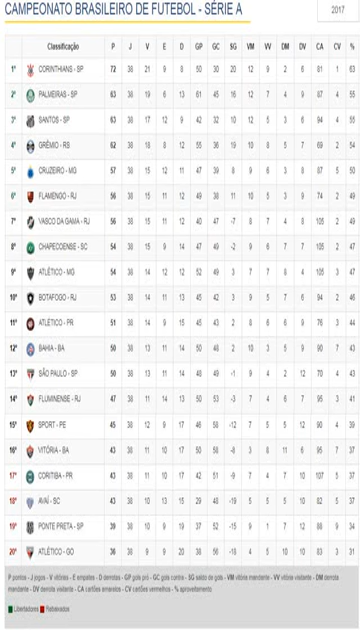 CAMPEONATO BRASILEIRO DE FUTEBOL - SÉRIE A 2017
Classificação P J V E D GP GC SG VM VV DM DV CA CV %
1º CORINTHIANS - SP 72 38 21 9 8 50 30 20 12 9 2 6 81 1 63
2º PALMEIRAS - SP 63 38 19 6 13 61 45 16 12 7 4 9 87 4 55
3º SANTOS - SP 63 38 17 12 9 42 32 10 12 5 3 6 94 4 55
4º GRÊMIO - RS 62 38 18 8 12 55 36 19 10 8 5 7 69 2 54
5º CRUZEIRO - MG 57 38 15 12 11 47 39 8 9 6 3 8 87 5 50
6º FLAMENGO - RJ 56 38 15 11 12 49 38 11 10 5 3 9 74 2 49
7º VASCO DA GAMA - RJ 56 38 15 11 12 40 47 -7 8 7 4 8 105 2 49
8º CHAPECOENSE - SC 54 38 15 9 14 47 49 -2 9 6 7 7 105 2 47
9º ATLÉTICO - MG 54 38 14 12 12 52 49 3 7 7 8 4 105 3 47
10º BOTAFOGO - RJ 53 38 14 11 13 45 42 3 9 5 7 6 94 2 46
11º ATLÉTICO - PR 51 38 14 9 15 45 43 2 8 6 6 9 76 3 44
12º BAHIA - BA 50 38 13 11 14 50 48 2 10 3 5 9 90 7 43
13º SÃO PAULO - SP 50 38 13 11 14 48 49 -1 9 4 2 12 70 4 43
14º FLUMINENSE - RJ 47 38 11 14 13 50 53 -3 7 4 6 7 95 3 41
15º SPORT - PE 45 38 12 9 17 46 58 -12 7 5 5 12 90 4 39
16º VITÓRIA - BA 43 38 11 10 17 50 58 -8 3 8 11 6 95 7 37
17º CORITIBA - PR 43 38 11 10 17 42 51 -9 7 4 7 10 107 5 37
18º AVAÍ - SC 43 38 10 13 15 29 48 -19 5 5 5 10 82 5 37
19º PONTE PRETA - SP 39 38 10 9 19 37 52 -15 9 1 7 12 88 9 34
20º ATLÉTICO - GO 36 38 9 9 20 38 56 -18 4 5 10 10 83 3 31
P pontos - J jogos - V vitórias - E empates - D derrotas - GP gols pró - GC gols contra - SG saldo de gols - VM vitória mandante - VV vitória visitante - DM derrota
mandante - DV derrota visitante - CA cartões amarelos - CV cartões vermelhos - % aproveitamento
Libertadores Rebaixados